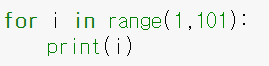 for i in range(1,101):
    print(i)